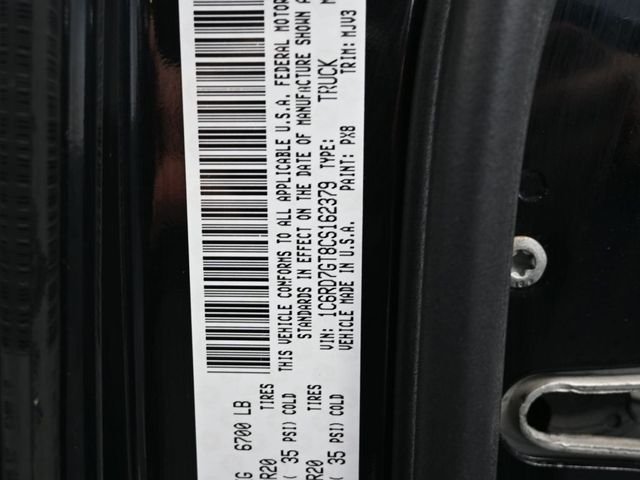 G 6700 LB
R20 TIRES
( 35 PSI) COLD
THIS VEHICLE CONFORMS TO ALL APPLICABLE U.S.A. FEDERAL MOTOR
STANDARDS IN EFFECT ON THE DATE OF MANUFACTURE SHOWN A
VIN: 1C6RD7GT8CS162379 TYPE: TRUCK
VEHICLE MADE IN U.S.A. PAINT: PX8 TRIM: MJV3
R20 TIRES
( 35 PSI) COLD